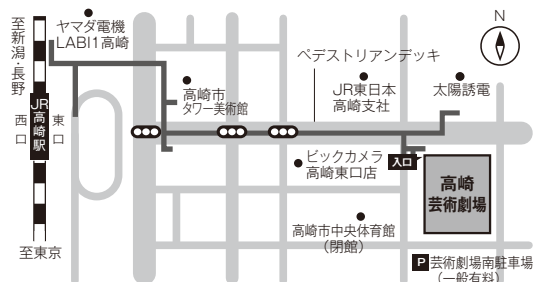 至新潟・長野
ヤマダ電機
LABI1高崎
N
ペデストリアンデッキ
高崎市
タワー美術館
JR東日本
高崎支社
太陽誘電
西口
JR高崎駅
東口
ビックカメラ
高崎東口店
入口
高崎
芸術劇場
高崎市中央体育館
（閉館）
至東京
P 芸術劇場南駐車場
（一般有料）